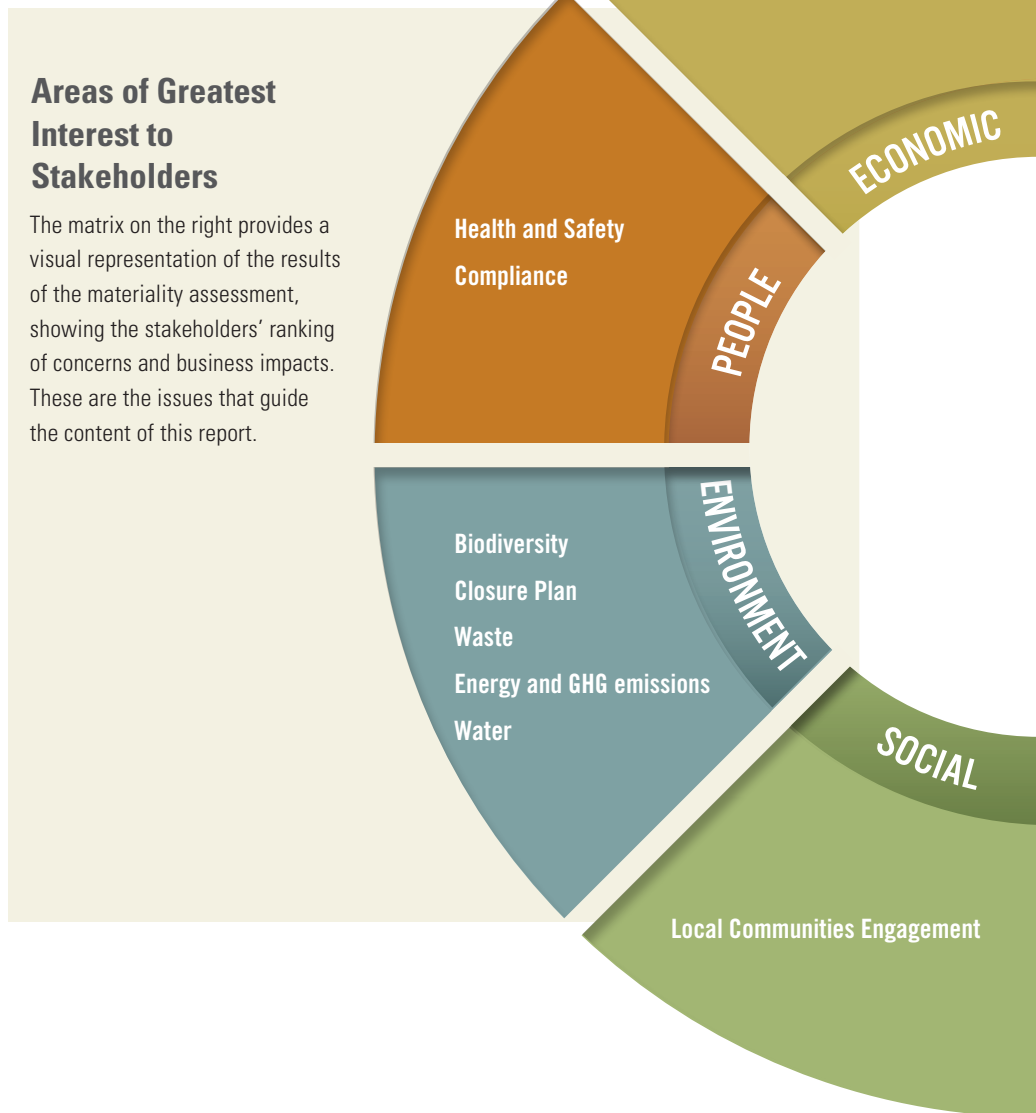 Areas of Greatest
Interest to
Stakeholders
The matrix on the right provides a
visual representation of the results
of the materiality assessment,
showing the stakeholders’ ranking
of concerns and business impacts.
These are the issues that guide
the content of this report.
ECONOMIC
Health and Safety
Compliance
PEOPLE
Biodiversity
Closure Plan
Waste
Energy and GHG emissions
Water
ENVIRONMENT
SOCIAL
Local Communities Engagement